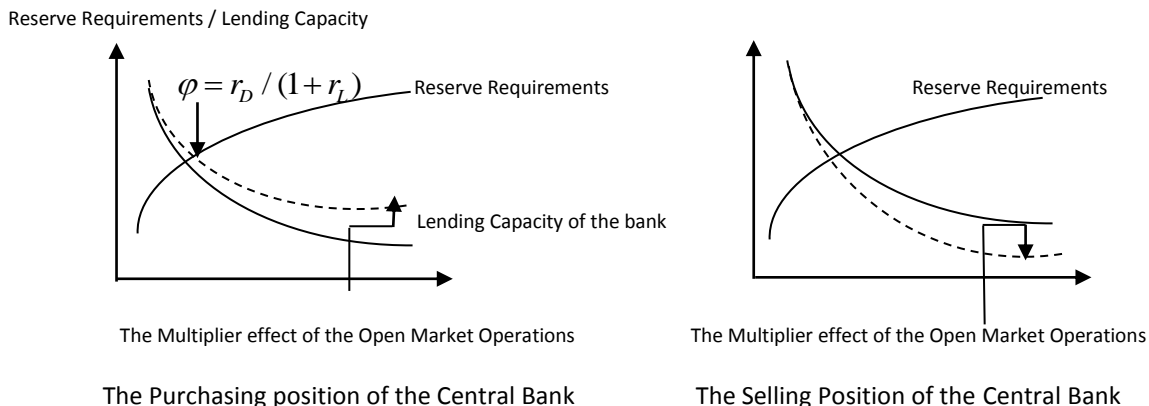 Reserve Requirements / Lending Capacity
φ = r_D / (1 + r_L)
Reserve Requirements
Lending Capacity of the bank
The Multiplier effect of the Open Market Operations
The Purchasing position of the Central Bank
Reserve Requirements
The Multiplier effect of the Open Market Operations
The Selling Position of the Central Bank